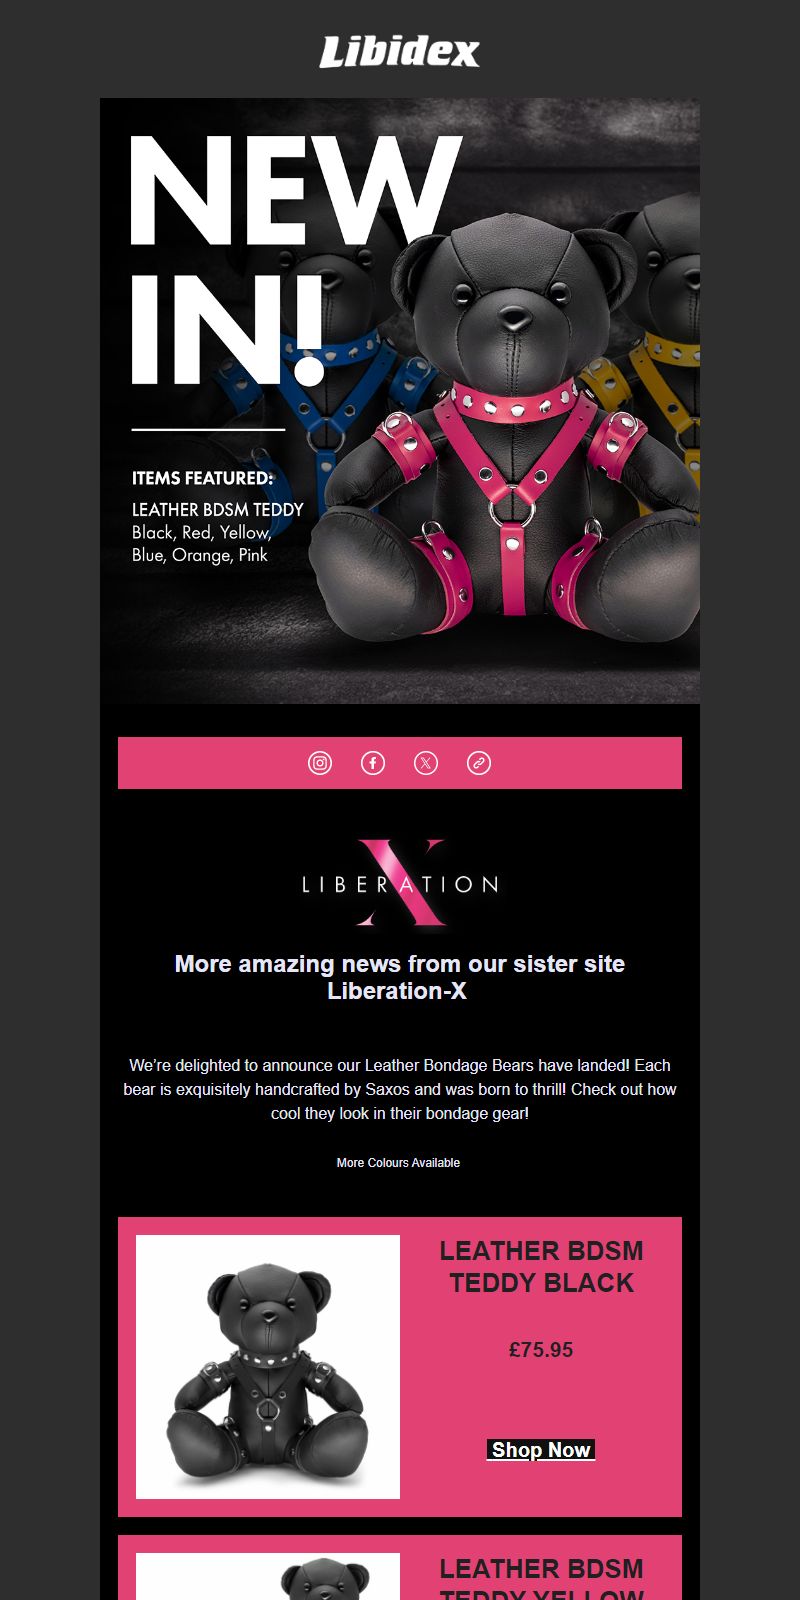 Libidex
NEW
IN!
ITEMS FEATURED:
LEATHER BDSM TEDDY
Black, Red, Yellow,
Blue, Orange, Pink
LIBERATION
X
More amazing news from our sister site
Liberation-X
We’re delighted to announce our Leather Bondage Bears have landed! Each
bear is exquisitely handcrafted by Saxos and was born to thrill! Check out how
cool they look in their bondage gear!
More Colours Available
LEATHER BDSM
TEDDY BLACK
£75.95
Shop Now
LEATHER BDSM
TEDDY YELLOW